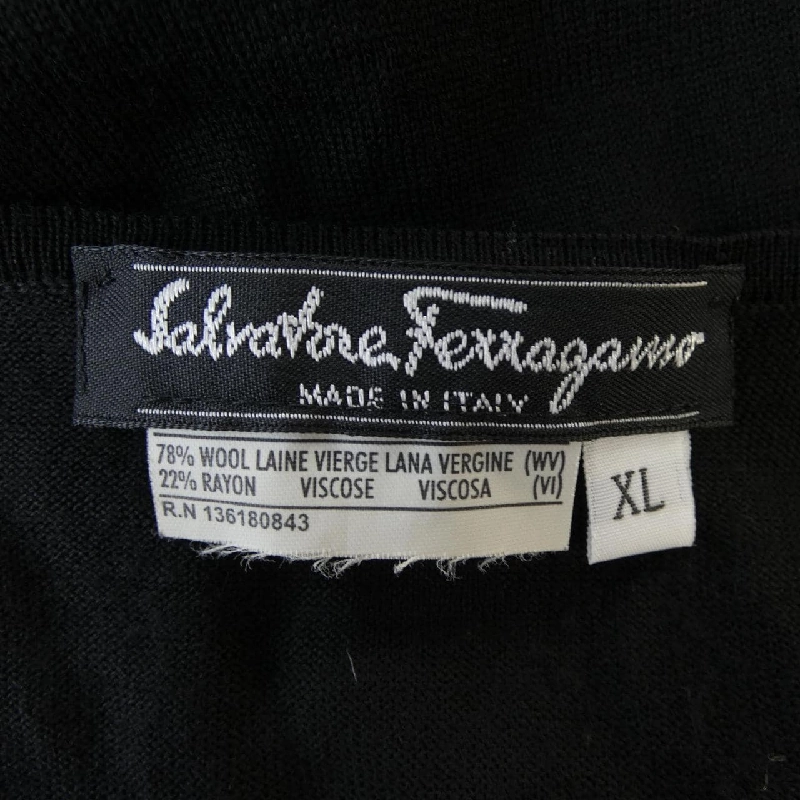 Salvatore Ferragamo
MADE IN ITALY
78% WOOL LAINE VIERGE LANA VERGINE (WV)
22% RAYON VISCOSE VISCOSA (VI)
R.N 136180843
XL